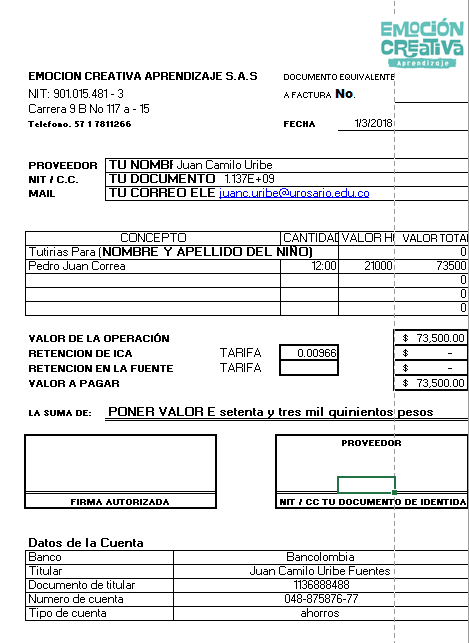 EMOCIÓN
CREATIVA
Aprendizaje
EMOCION CREATIVA APRENDIZAJE S.A.S DOCUMENTO EQUIVALENTE
NIT: 901.015.481 - 3 A FACTURA No.
Carrera 9 B No 117 a - 15
Telefono. 57 1 7811266 FECHA 1/3/2018
PROVEEDOR TU NOMBR Juan Camilo Uribe
NIT / C.C. TU DOCUMENTO 1.137E+09
MAIL TU CORREO ELE juanc.uribe@urosario.edu.co
CONCEPTO CANTIDAD VALOR H VALOR TOTA
Tutirias Para (NOMBRE Y APELLIDO DEL NIÑO) 0
Pedro Juan Correa 12:00 21000 73500
0
0
0
VALOR DE LA OPERACIÓN $ 73,500.00
RETENCION DE ICA TARIFA 0.00966 $ -
RETENCION EN LA FUENTE TARIFA $ -
VALOR A PAGAR $ 73,500.00
LA SUMA DE: PONER VALOR E setenta y tres mil quinientos pesos
PROVEEDOR
FIRMA AUTORIZADA NIT / CC TU DOCUMENTO DE IDENTIDA
Datos de la Cuenta
Banco Bancolombia
Titular Juan Camilo Uribe Fuentes
Documento de titular 1136888488
Numero de cuenta 048-875876-77
Tipo de cuenta ahorros